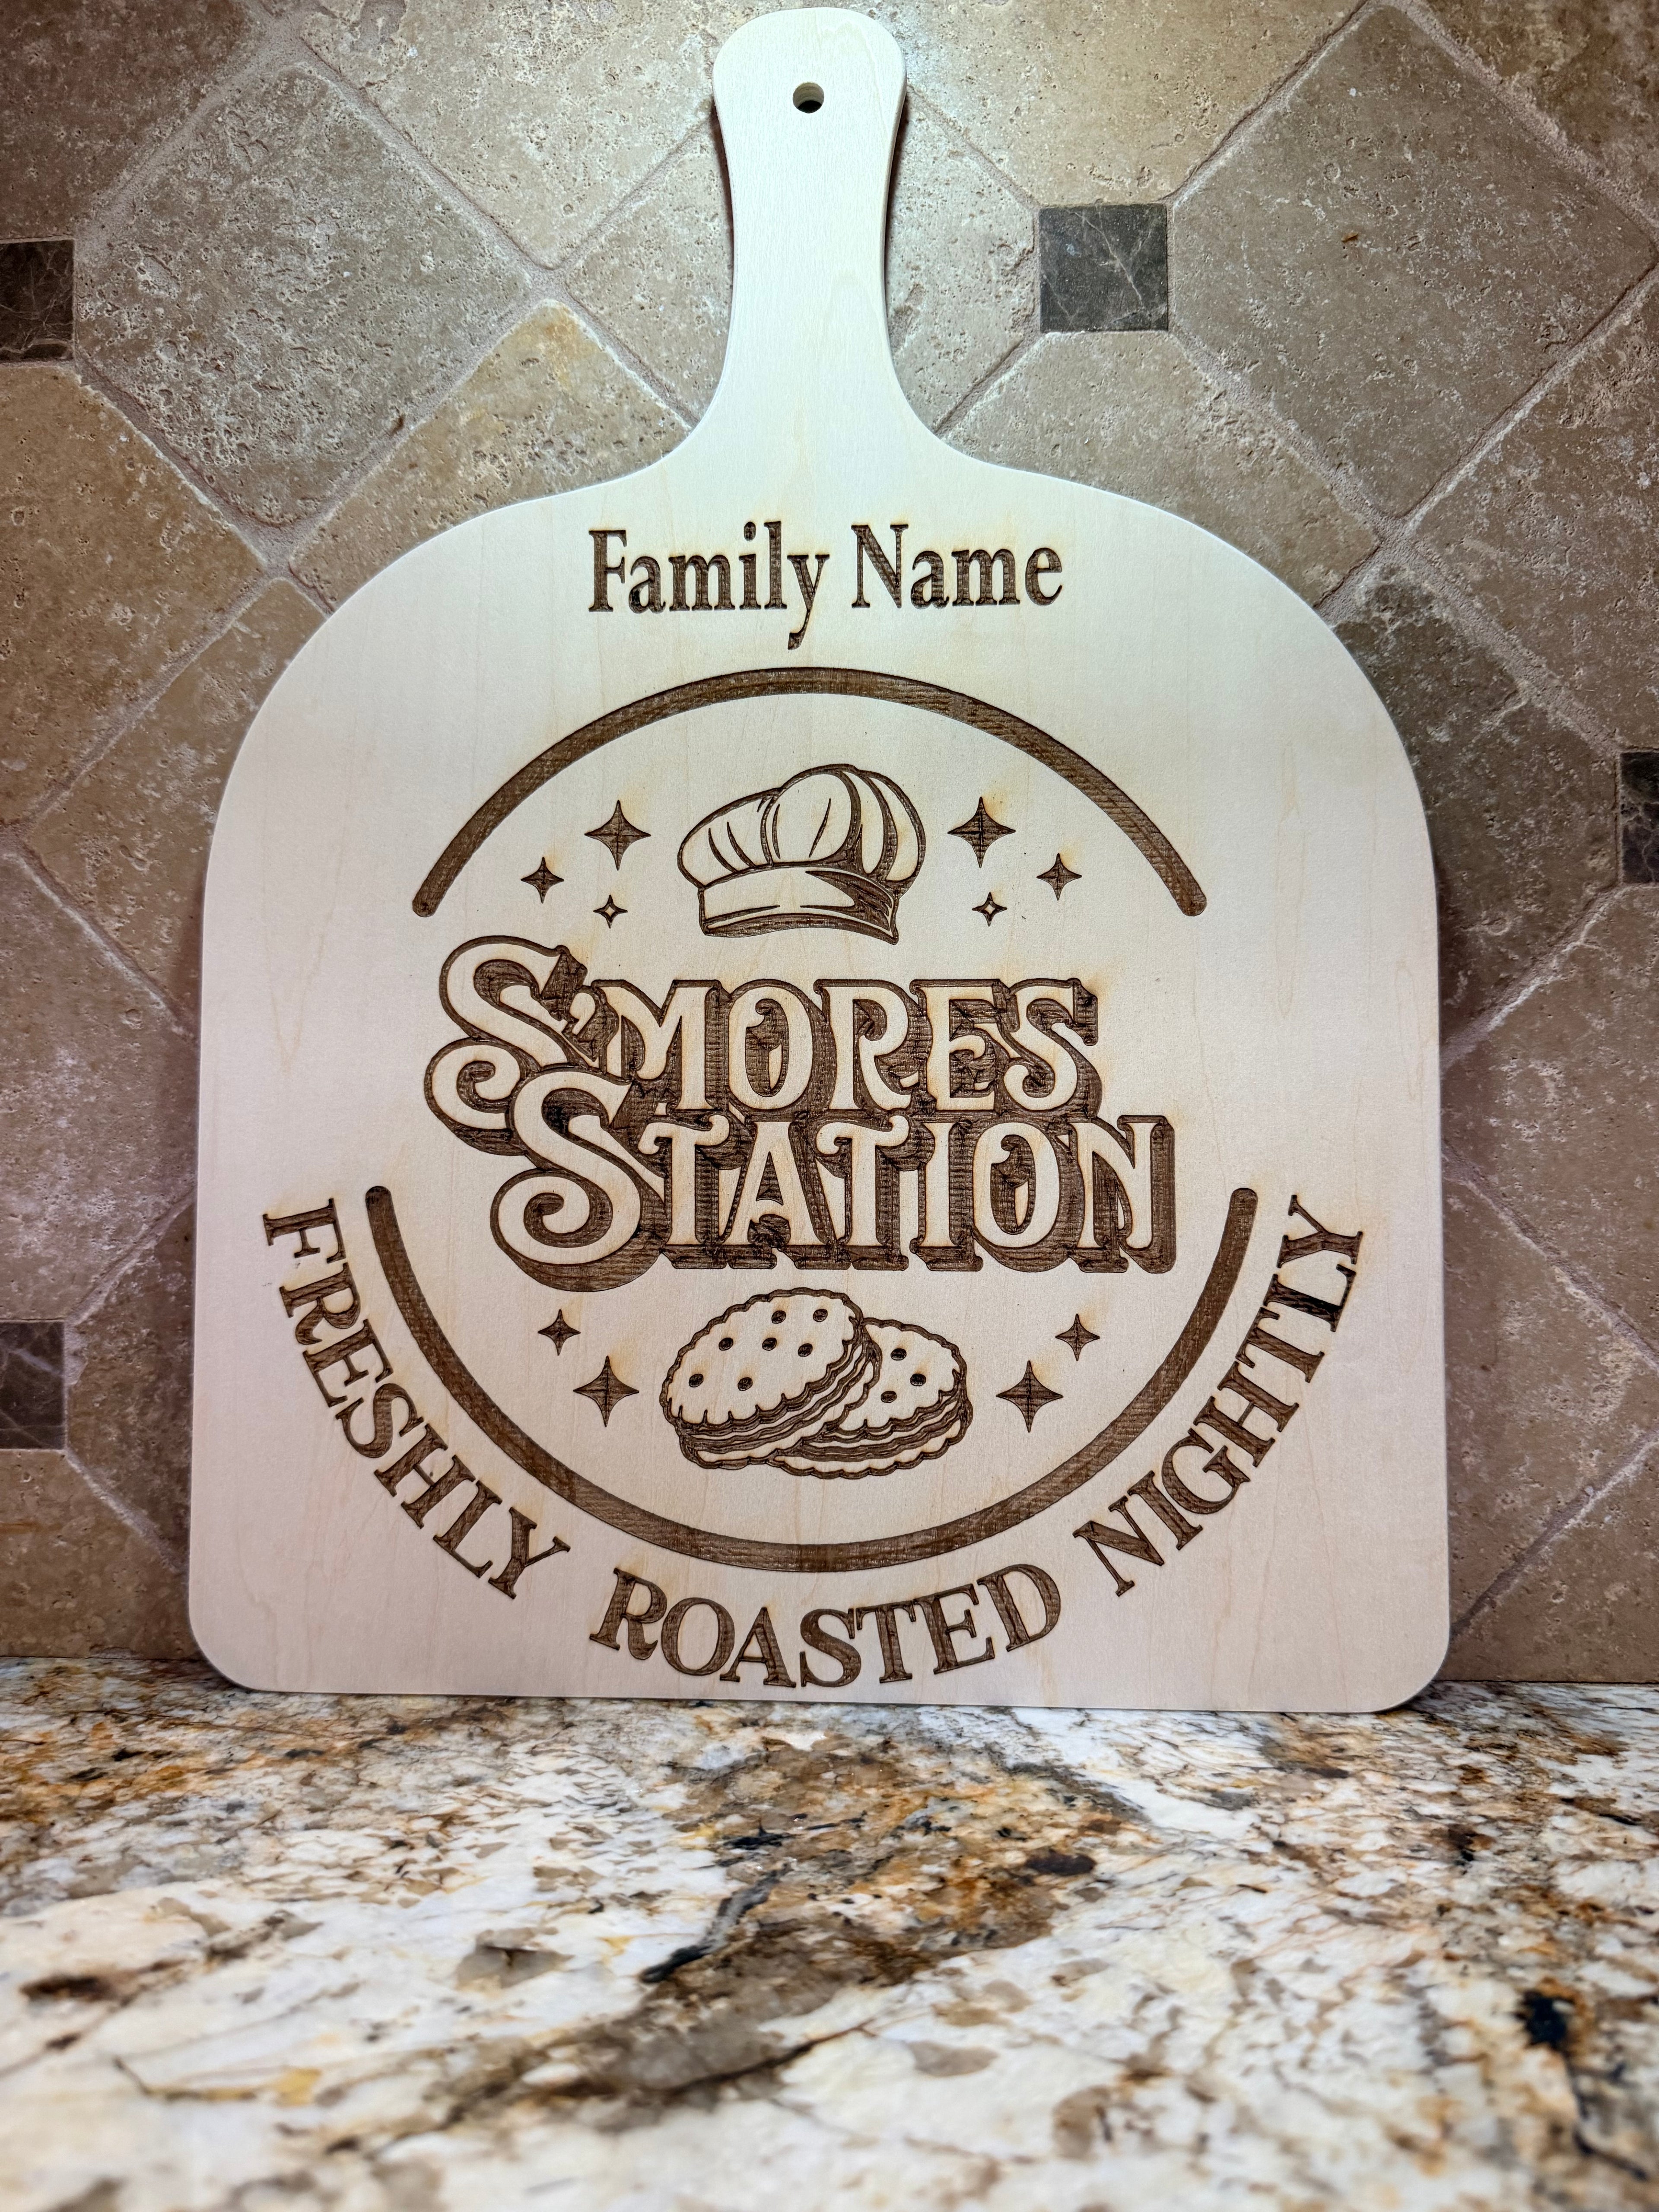 Family Name
S'MORES
STATION
FRESHLY ROASTED NIGHTLY